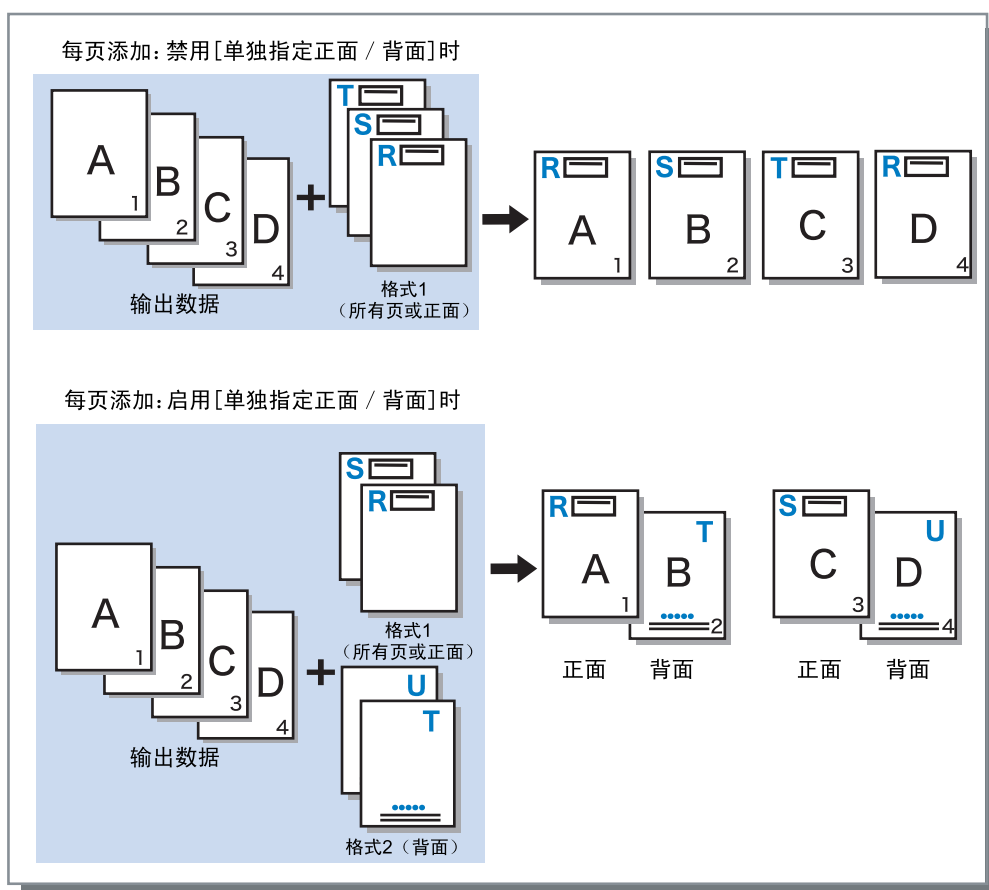 每页添加：禁用[单独指定正面 / 背面]时
A
1
B
2
C
3
D
4
输出数据
+
T
S
R
格式1
（所有页或正面）
R
A
1
S
B
2
T
C
3
R
D
4
每页添加：启用[单独指定正面 / 背面]时
A
1
B
2
C
3
D
4
输出数据
+
S
R
格式1
（所有页或正面）
U
T
格式2（背面）
R
A
1
T
B
2
S
C
3
U
D
4
正面 背面 正面 背面